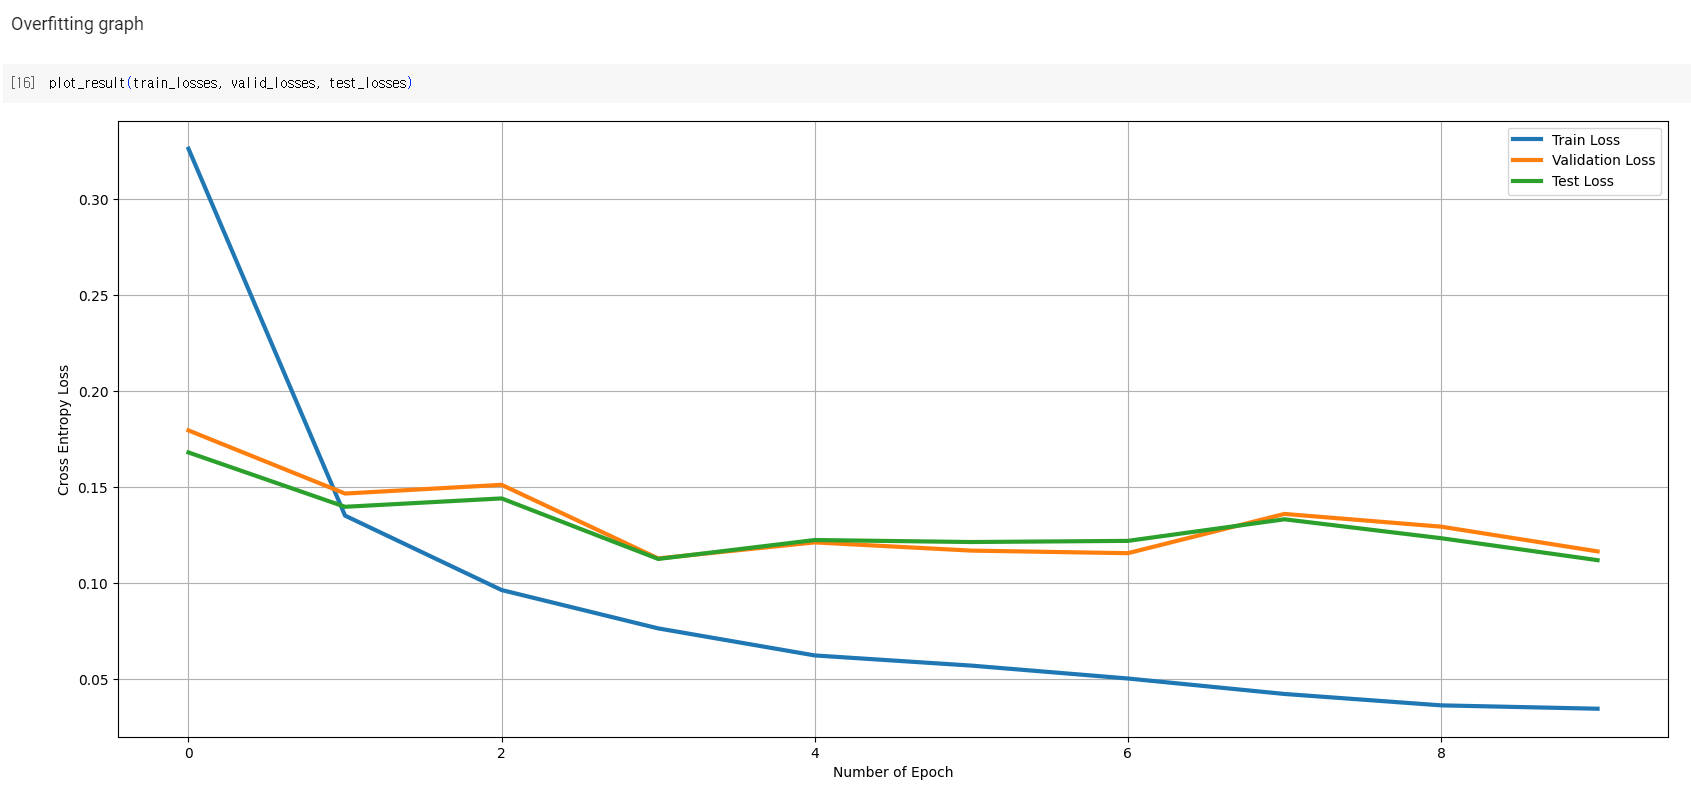 Overfitting graph
[16] plot_result(train_losses, valid_losses, test_losses)
Train Loss
Validation Loss
Test Loss
0.30
0.25
0.20
0.15
0.10
0.05
Cross Entropy Loss
0 2 4 6 8
Number of Epoch